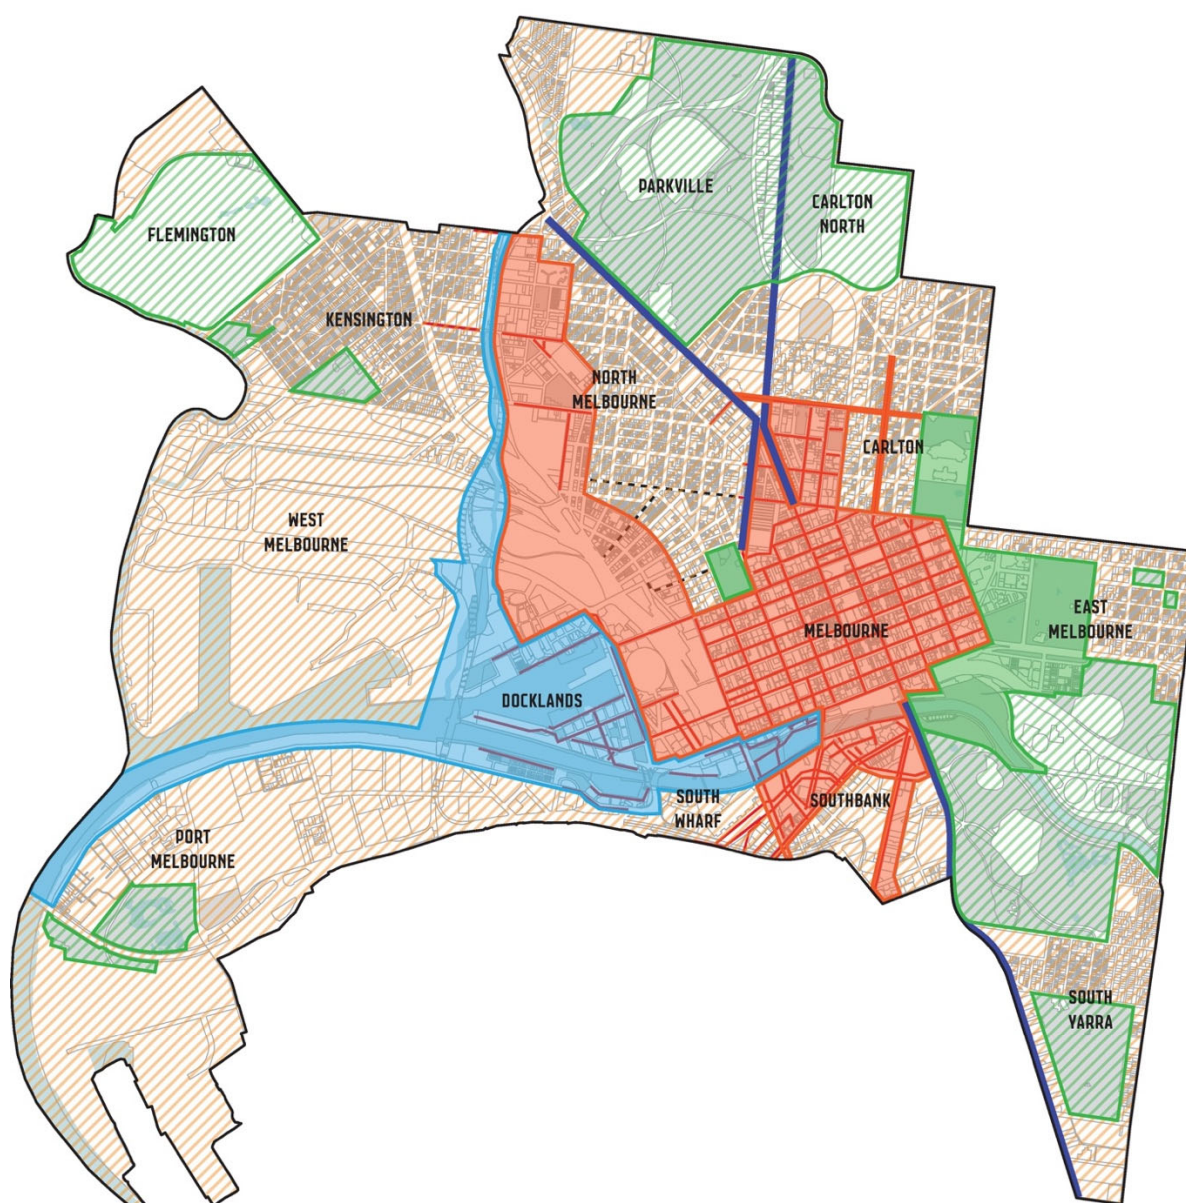 PARKVILLE
CARLTON
NORTH
FLEMINGTON
KENSINGTON
NORTH
MELBOURNE
CARLTON
WEST
MELBOURNE
EAST
MELBOURNE
MELBOURNE
DOCKLANDS
SOUTH
WHARF
SOUTHBANK
PORT
MELBOURNE
SOUTH
YARRA